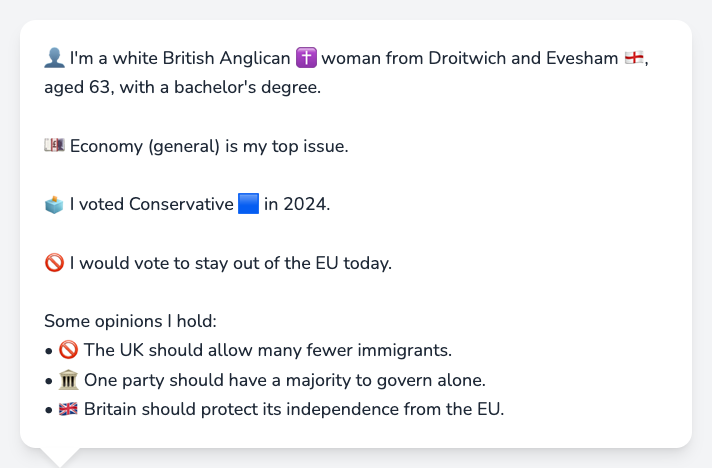 👤 I'm a white British Anglican ✝️ woman from Droitwich and Evesham 🏴󠁧󠁢󠁥󠁮󠁧󠁿,
aged 63, with a bachelor's degree.
💷 Economy (general) is my top issue.
🗳️ I voted Conservative 🟦 in 2024.
🚫 I would vote to stay out of the EU today.
Some opinions I hold:
• 🚫 The UK should allow many fewer immigrants.
• 🏛️ One party should have a majority to govern alone.
• 🇬🇧 Britain should protect its independence from the EU.